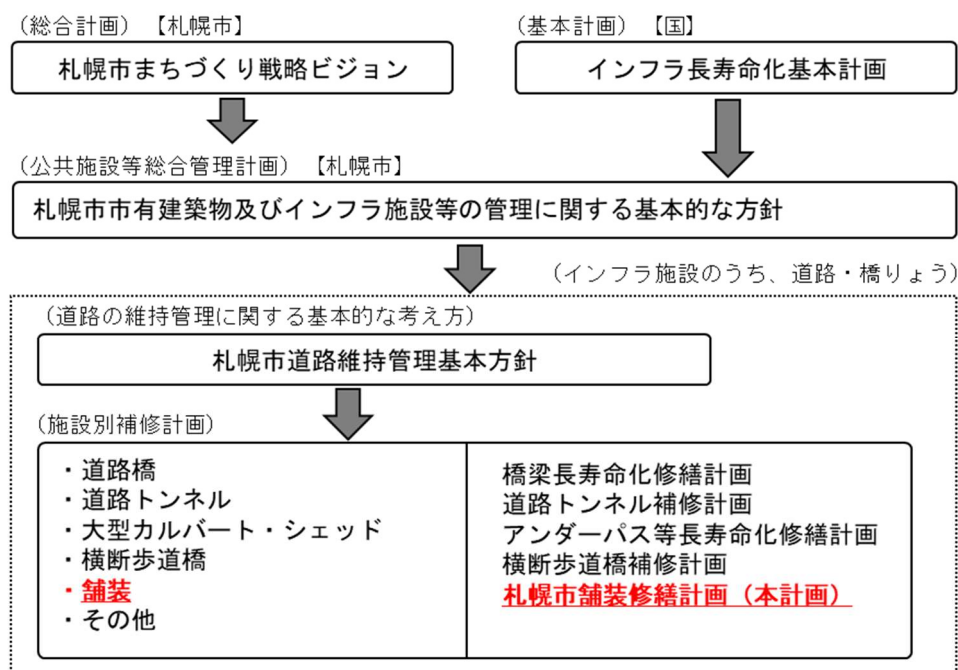 (総合計画) 【札幌市】
札幌市まちづくり戦略ビジョン
(基本計画) 【国】
インフラ長寿命化基本計画
(公共施設等総合管理計画) 【札幌市】
札幌市市有建築物及びインフラ施設等の管理に関する基本的な方針
(インフラ施設のうち、道路・橋りょう)
(道路の維持管理に関する基本的な考え方)
札幌市道路維持管理基本方針
(施設別補修計画)
・道路橋
・道路トンネル
・大型カルバート・シェッド
・横断歩道橋
・舗装
・その他
橋梁長寿命化修繕計画
道路トンネル補修計画
アンダーパス等長寿命化修繕計画
横断歩道橋補修計画
札幌市舗装修繕計画(本計画)